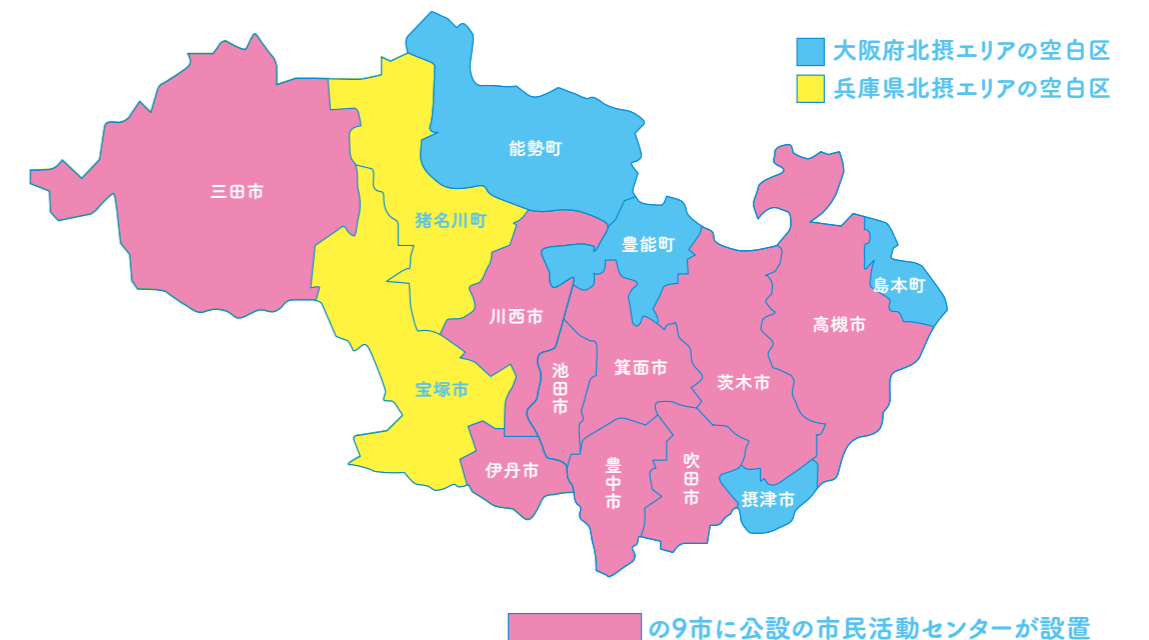 大阪府北摂エリアの空白区
兵庫県北摂エリアの空白区
能勢町
三田市
猪名川町
豊能町
島本町
川西市
高槻市
池田市
箕面市
茨木市
宝塚市
伊丹市
豊中市
吹田市
摂津市
の9市に公設の市民活動センターが設置